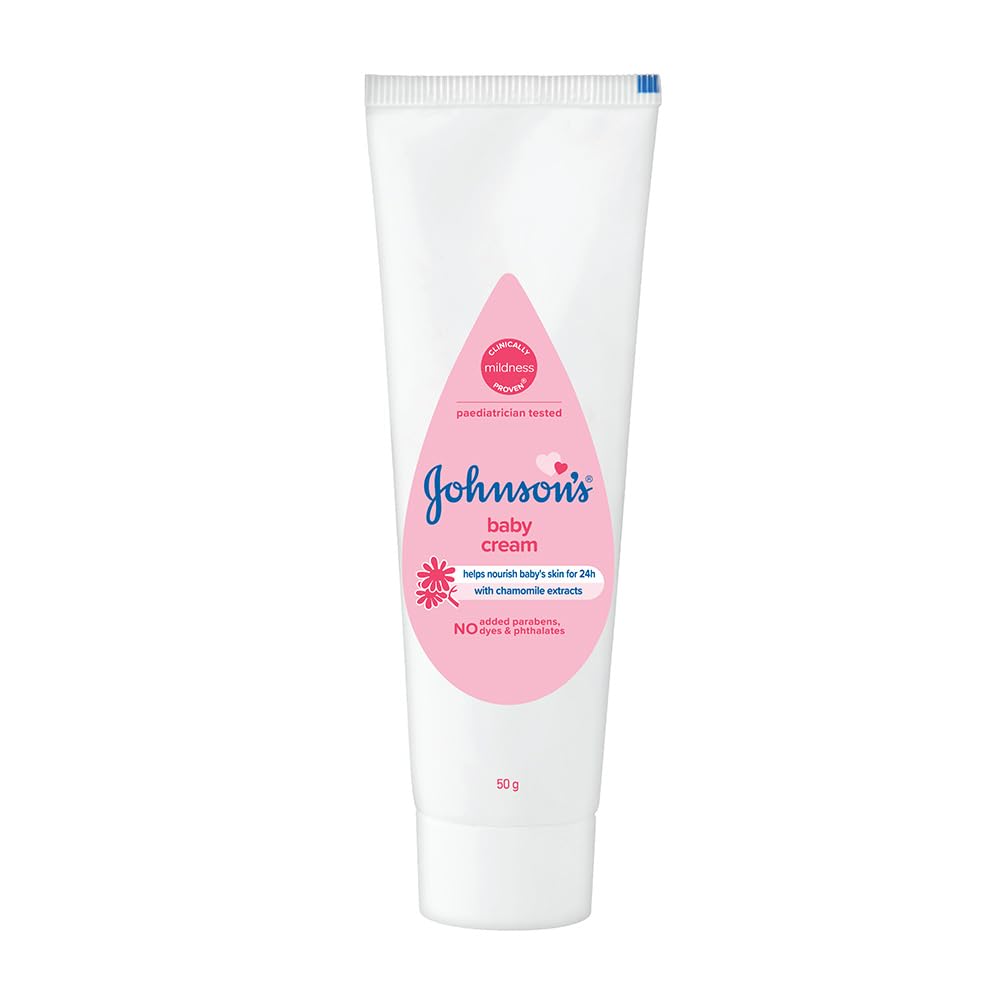 CLINICALLY
mildness
PROVEN®
paediatrician tested
Johnson's®
baby
cream
helps nourish baby's skin for 24h
with chamomile extracts
NO added parabens,
dyes & phthalates
50 g